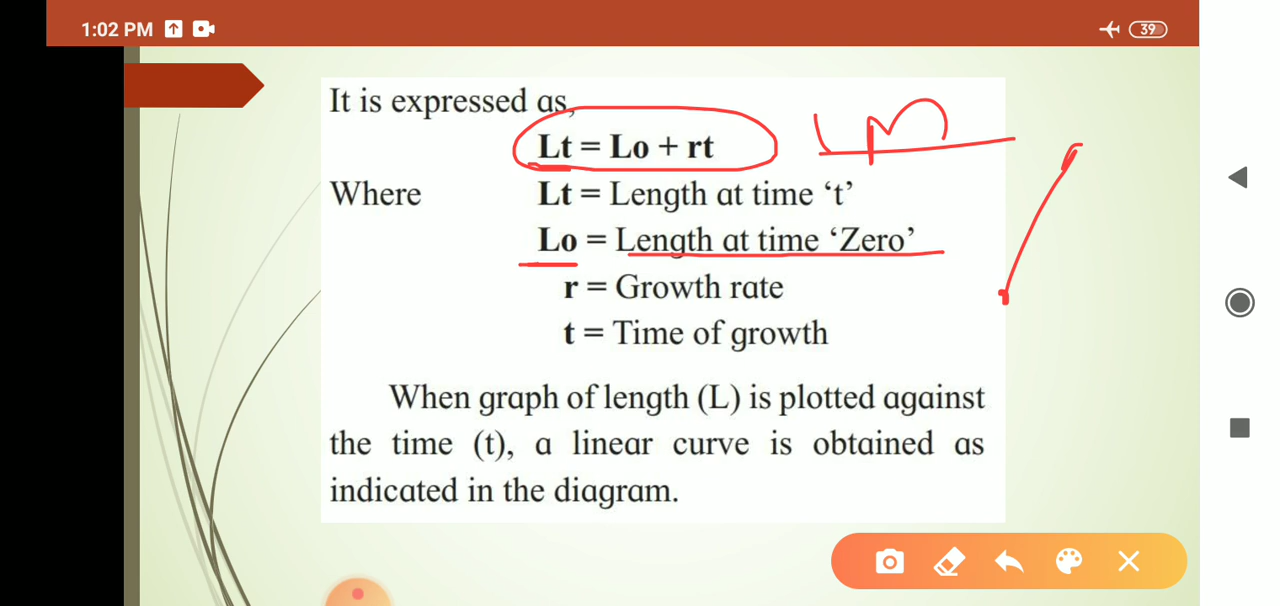 1:02 PM
39
It is expressed as,
Lt = Lo + rt
Where Lt = Length at time ‘t’
Lo = Length at time ‘Zero’
r = Growth rate
t = Time of growth
When graph of length (L) is plotted against
the time (t), a linear curve is obtained as
indicated in the diagram.